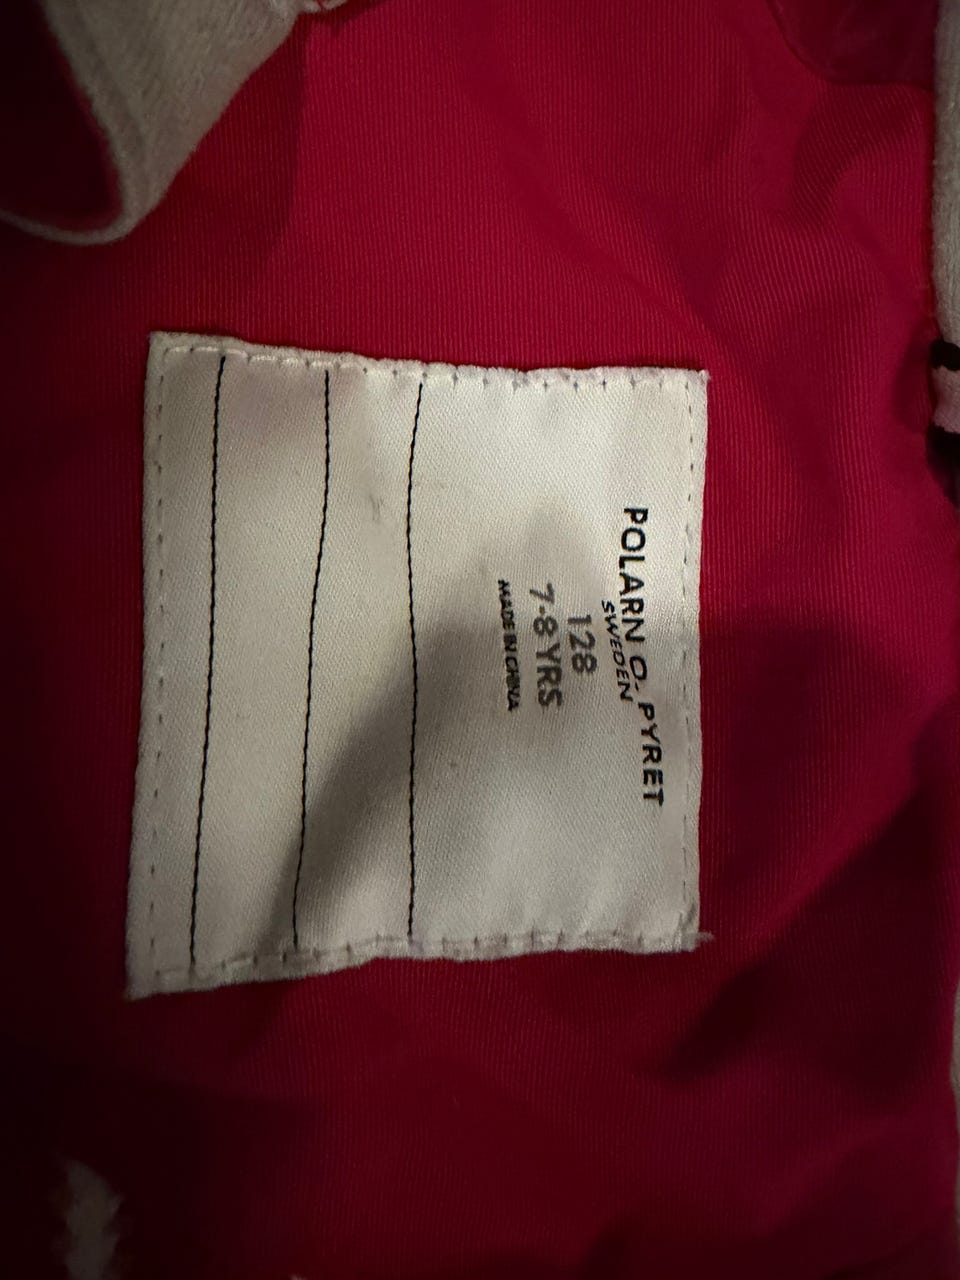 POLARN O. PYRET
SWEDEN
128
7-8 YRS
MADE IN CHINA